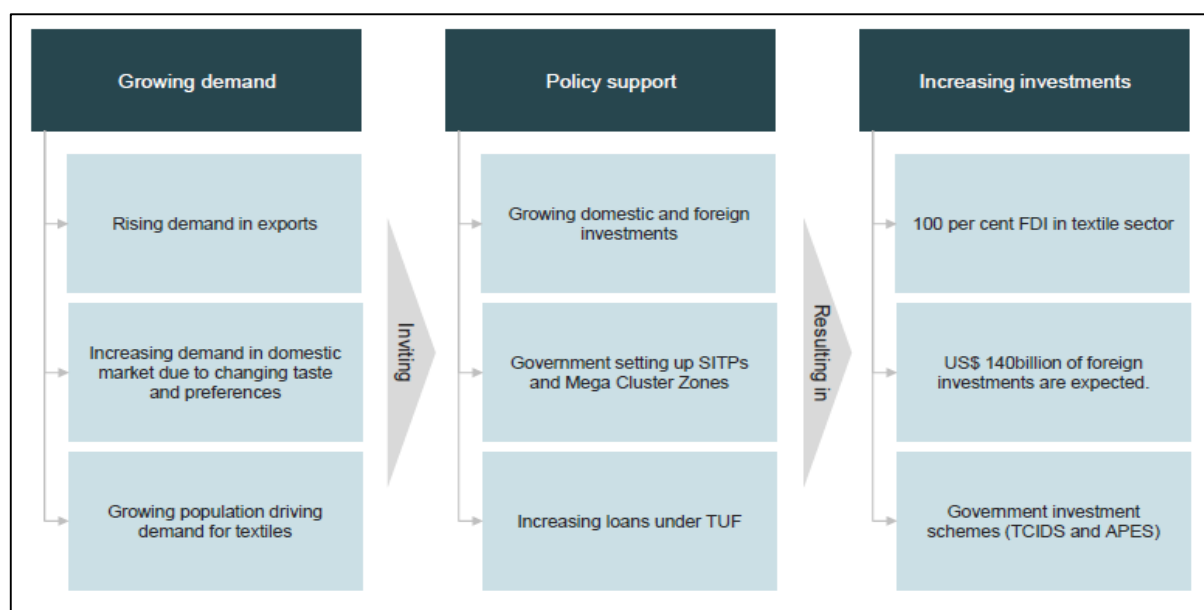 Growing demand
Rising demand in exports
Increasing demand in domestic
market due to changing taste
and preferences
Growing population driving
demand for textiles
Inviting
Policy support
Growing domestic and foreign
investments
Government setting up SITPs
and Mega Cluster Zones
Increasing loans under TUF
Resulting in
Increasing investments
100 per cent FDI in textile sector
US$ 140billion of foreign
investments are expected.
Government investment
schemes (TCIDS and APES)